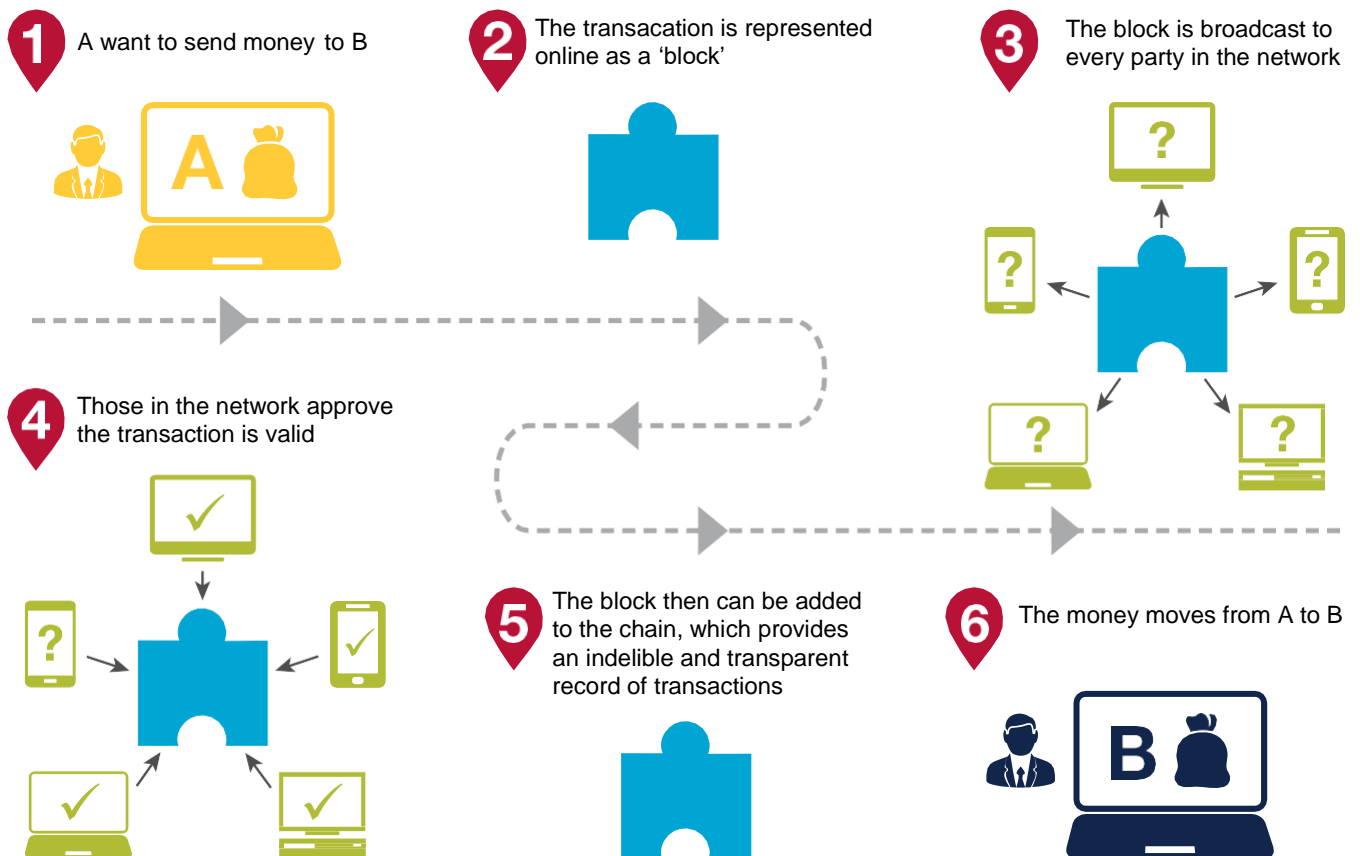 1
A want to send money to B
A
2
The transacation is represented
online as a ‘block’
3
The block is broadcast to
every party in the network
?
?
?
?
?
4
Those in the network approve
the transaction is valid
?
5
The block then can be added
to the chain, which provides
an indelible and transparent
record of transactions
6
The money moves from A to B
B